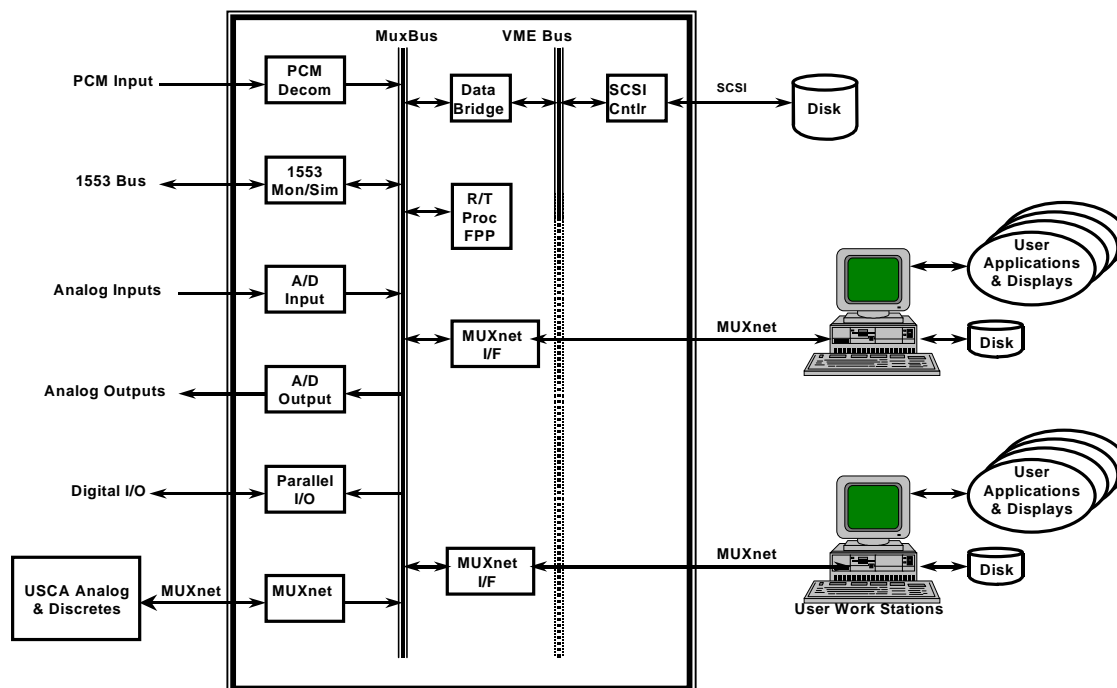 MuxBus
VME Bus
PCM Input
PCM
Decom
Data
Bridge
SCSI
Cntlr
SCSI
Disk
1553 Bus
1553
Mon/Sim
R/T
Proc
FPP
User
Applications
& Displays
Analog Inputs
A/D
Input
MUXnet
I/F
MUXnet
Disk
Analog Outputs
A/D
Output
Digital I/O
Parallel
I/O
User
Applications
& Displays
MUXnet
I/F
MUXnet
Disk
USCA Analog
& Discretes
MUXnet
MUXnet
User Work Stations